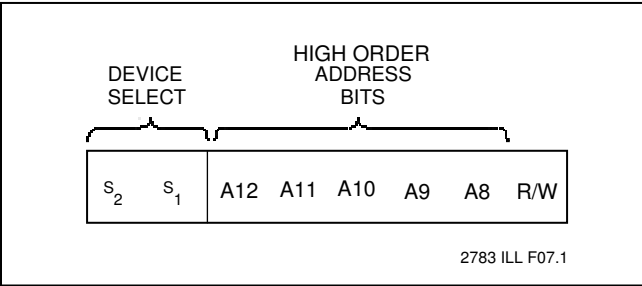 DEVICE
SELECT
HIGH ORDER
ADDRESS
BITS
S2 S1 A12 A11 A10 A9 A8 R/W
2783 ILL F07.1